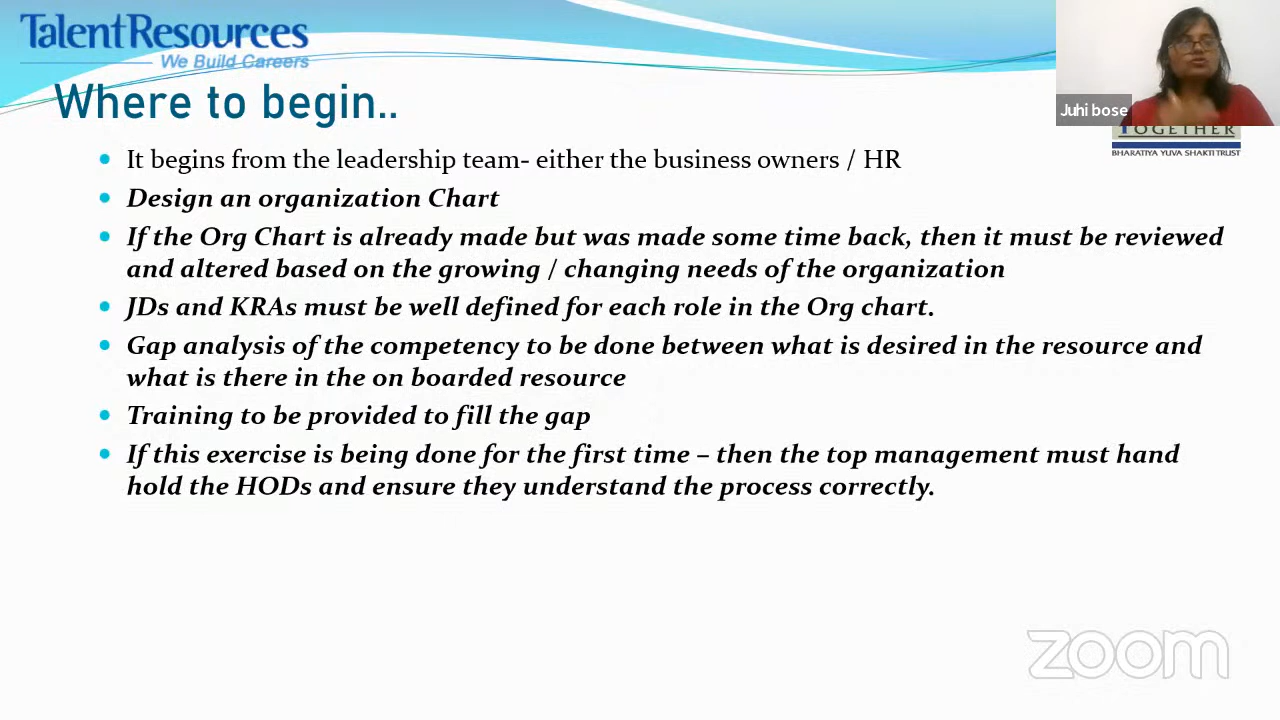 TalentResources
We Build Careers
Where to begin..
Juhi bose
TOGETHER
BHARATIYA YUVA SHAKTI TRUST
It begins from the leadership team- either the business owners / HR
Design an organization Chart
If the Org Chart is already made but was made some time back, then it must be reviewed
and altered based on the growing / changing needs of the organization
JDs and KRAs must be well defined for each role in the Org chart.
Gap analysis of the competency to be done between what is desired in the resource and
what is there in the on boarded resource
Training to be provided to fill the gap
If this exercise is being done for the first time – then the top management must hand
hold the HODs and ensure they understand the process correctly.
zoom